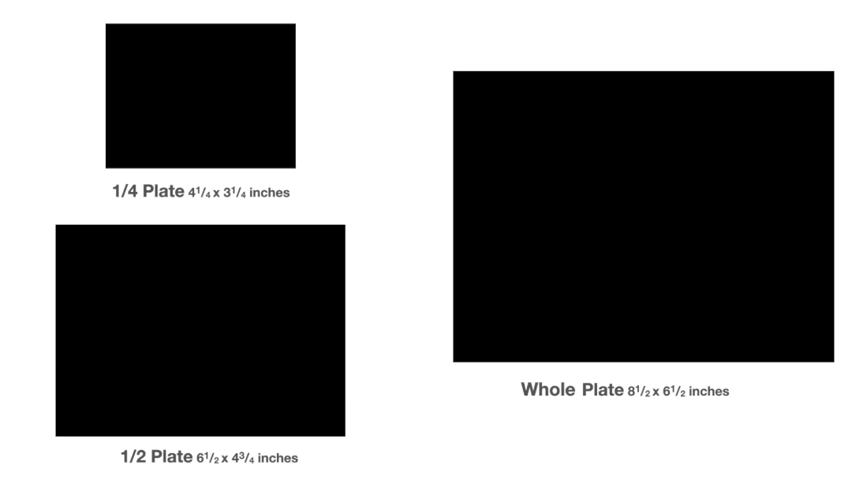 1/4 Plate 4¹/₄ x 3¹/₄ inches
1/2 Plate 6¹/₂ x 4³/₄ inches
Whole Plate 8¹/₂ x 6¹/₂ inches